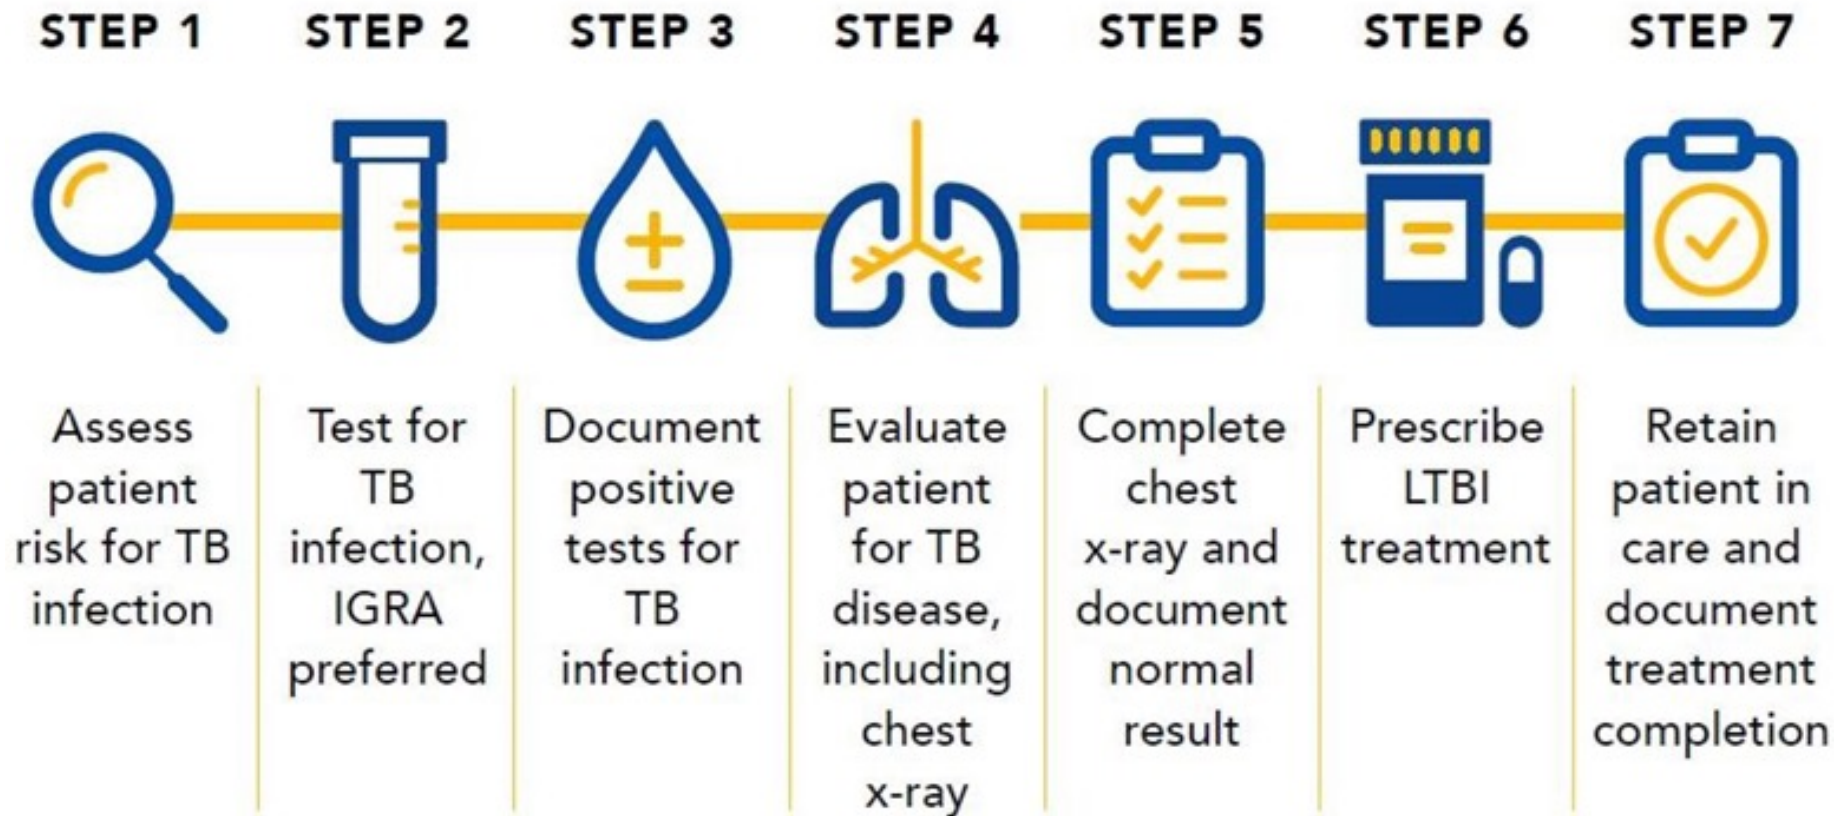 STEP 1
Assess
patient
risk for TB
infection
STEP 2
Test for
TB
infection,
IGRA
preferred
STEP 3
Document
positive
tests for
TB
infection
STEP 4
Evaluate
patient
for TB
disease,
including
chest
x-ray
STEP 5
Complete
chest
x-ray and
document
normal
result
STEP 6
Prescribe
LTBI
treatment
STEP 7
Retain
patient in
care and
document
treatment
completion